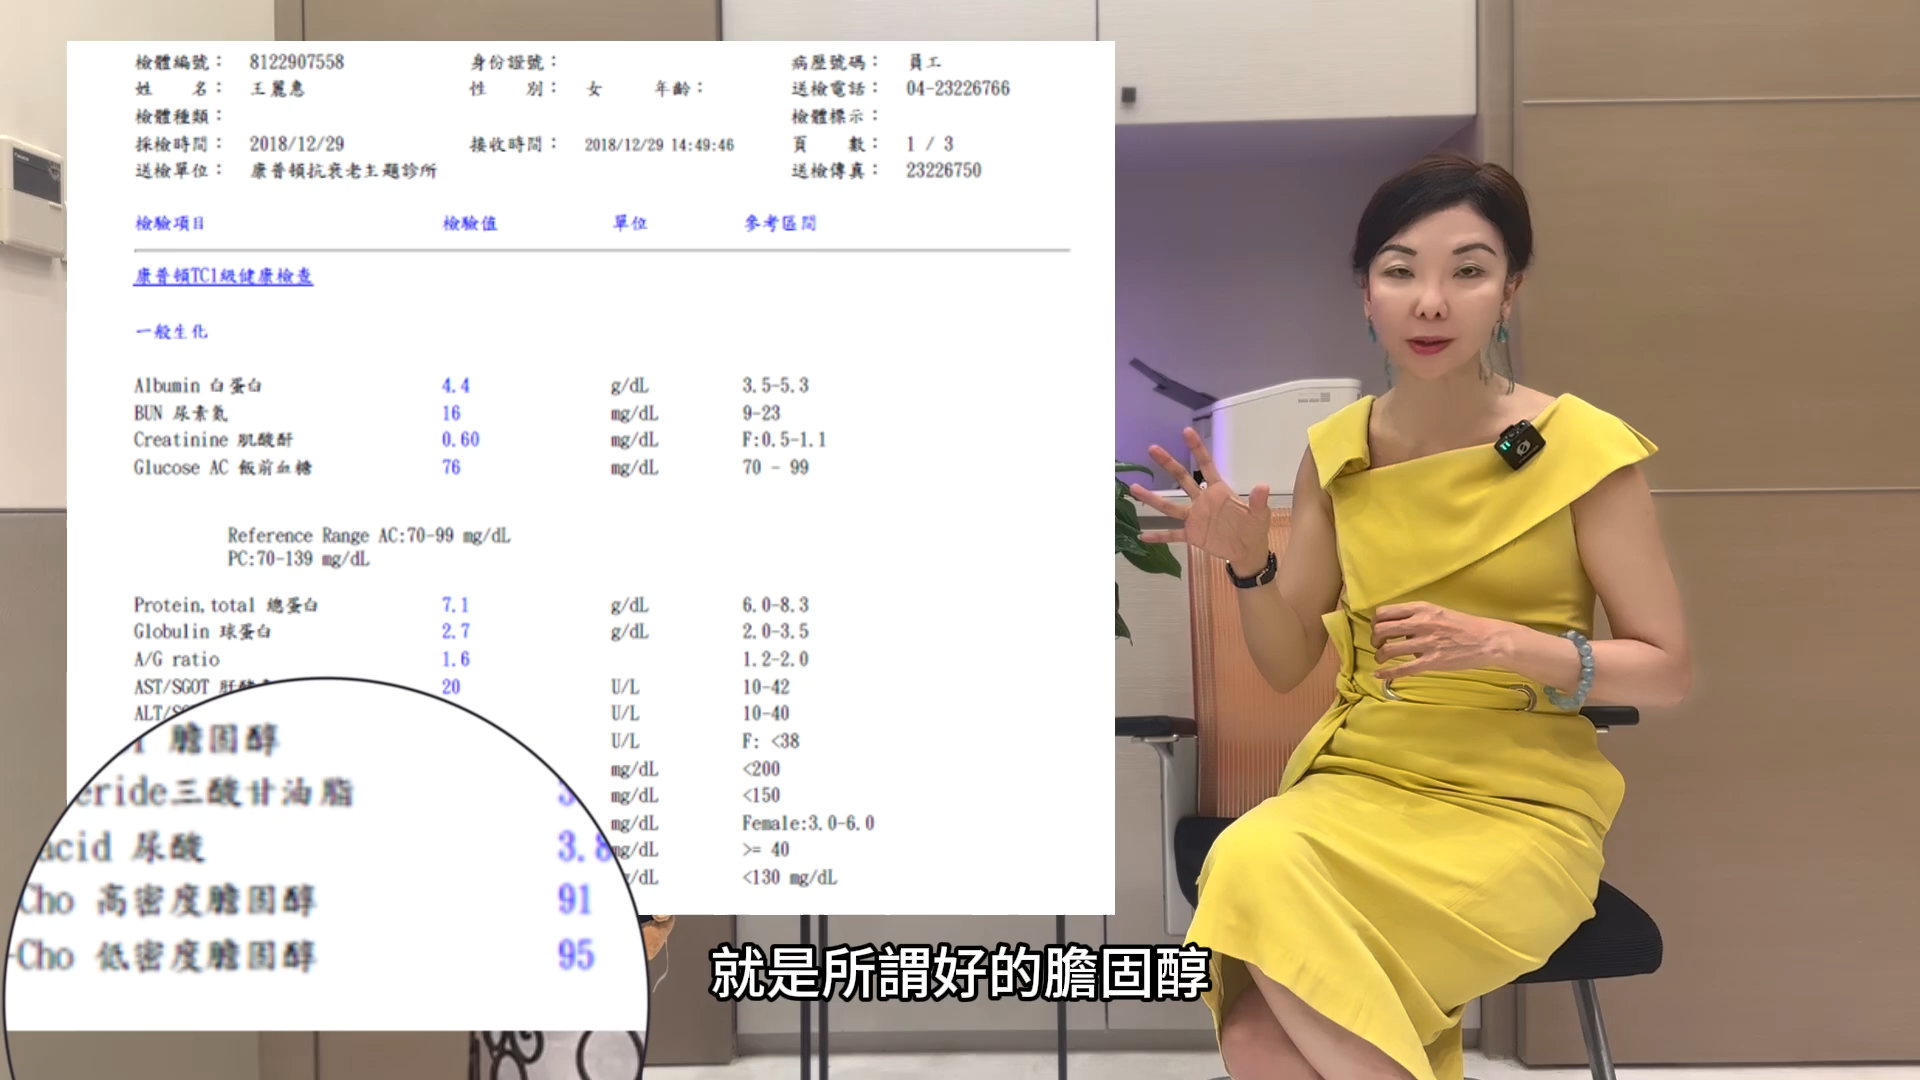 檢體編號： 8122907558 身份證號： 病歷號碼： 員工
姓 名： 王麗惠 性 別： 女 年齡： 送檢電話： 04-23226766
檢體種類： 檢體標示：
採檢時間： 2018/12/29 接收時間： 2018/12/29 14:49:46 頁 數： 1 / 3
送檢單位： 康普頓抗衰老主題診所 送檢傳真： 23226750
檢驗項目 檢驗值 單位 參考區間
康普頓TC1級健康檢查
一般生化
Albumin 白蛋白 4.4 g/dL 3.5-5.3
BUN 尿素氮 16 mg/dL 9-23
Creatinine 肌酸酐 0.60 mg/dL F:0.5-1.1
Glucose AC 飯前血糖 76 mg/dL 70 - 99
Reference Range AC:70-99 mg/dL
PC:70-139 mg/dL
Protein,total 總蛋白 7.1 g/dL 6.0-8.3
Globulin 球蛋白 2.7 g/dL 2.0-3.5
A/G ratio 1.6 1.2-2.0
AST/SGOT 肝 20 U/L 10-42
ALT/S U/L 10-40
U/L F: <38
mg/dL <200
mg/dL <150
mg/dL Female:3.0-6.0
mg/dL >= 40
/dL <130 mg/dL
膽固醇
eride三酸甘油脂
acid 尿酸 3.8
Cho 高密度膽固醇 91
-Cho 低密度膽固醇 95
就是所謂好的膽固醇